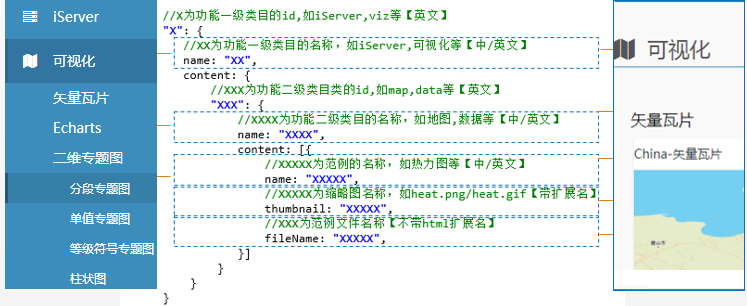 iServer
可视化
矢量瓦片
Echarts
二维专题图
分段专题图
单值专题图
等级符号专题图
柱状图
//X为功能一级类目的id,如iServer,viz等【英文】
"X": {
//XX为功能一级类目的名称，如iServer,可视化等【中/英文】
name: "XX",
content: {
//XXX为功能二级类目类的id,如map,data等【英文】
"XXX": {
//XXXX为功能二级类目的名称，如地图,数据等【中/英文】
name: "XXXX",
content: [{
//XXXXX为范例的名称，如热力图等【中/英文】
name: "XXXXX",
//XXXXX为缩略图名称，如heat.png/heat.gif【带扩展名】
thumbnail: "XXXXX",
//XXX为范例文件名称【不带html扩展名】
fileName: "XXXXX",
}]
}
}
}
可视化
矢量瓦片
China-矢量瓦片